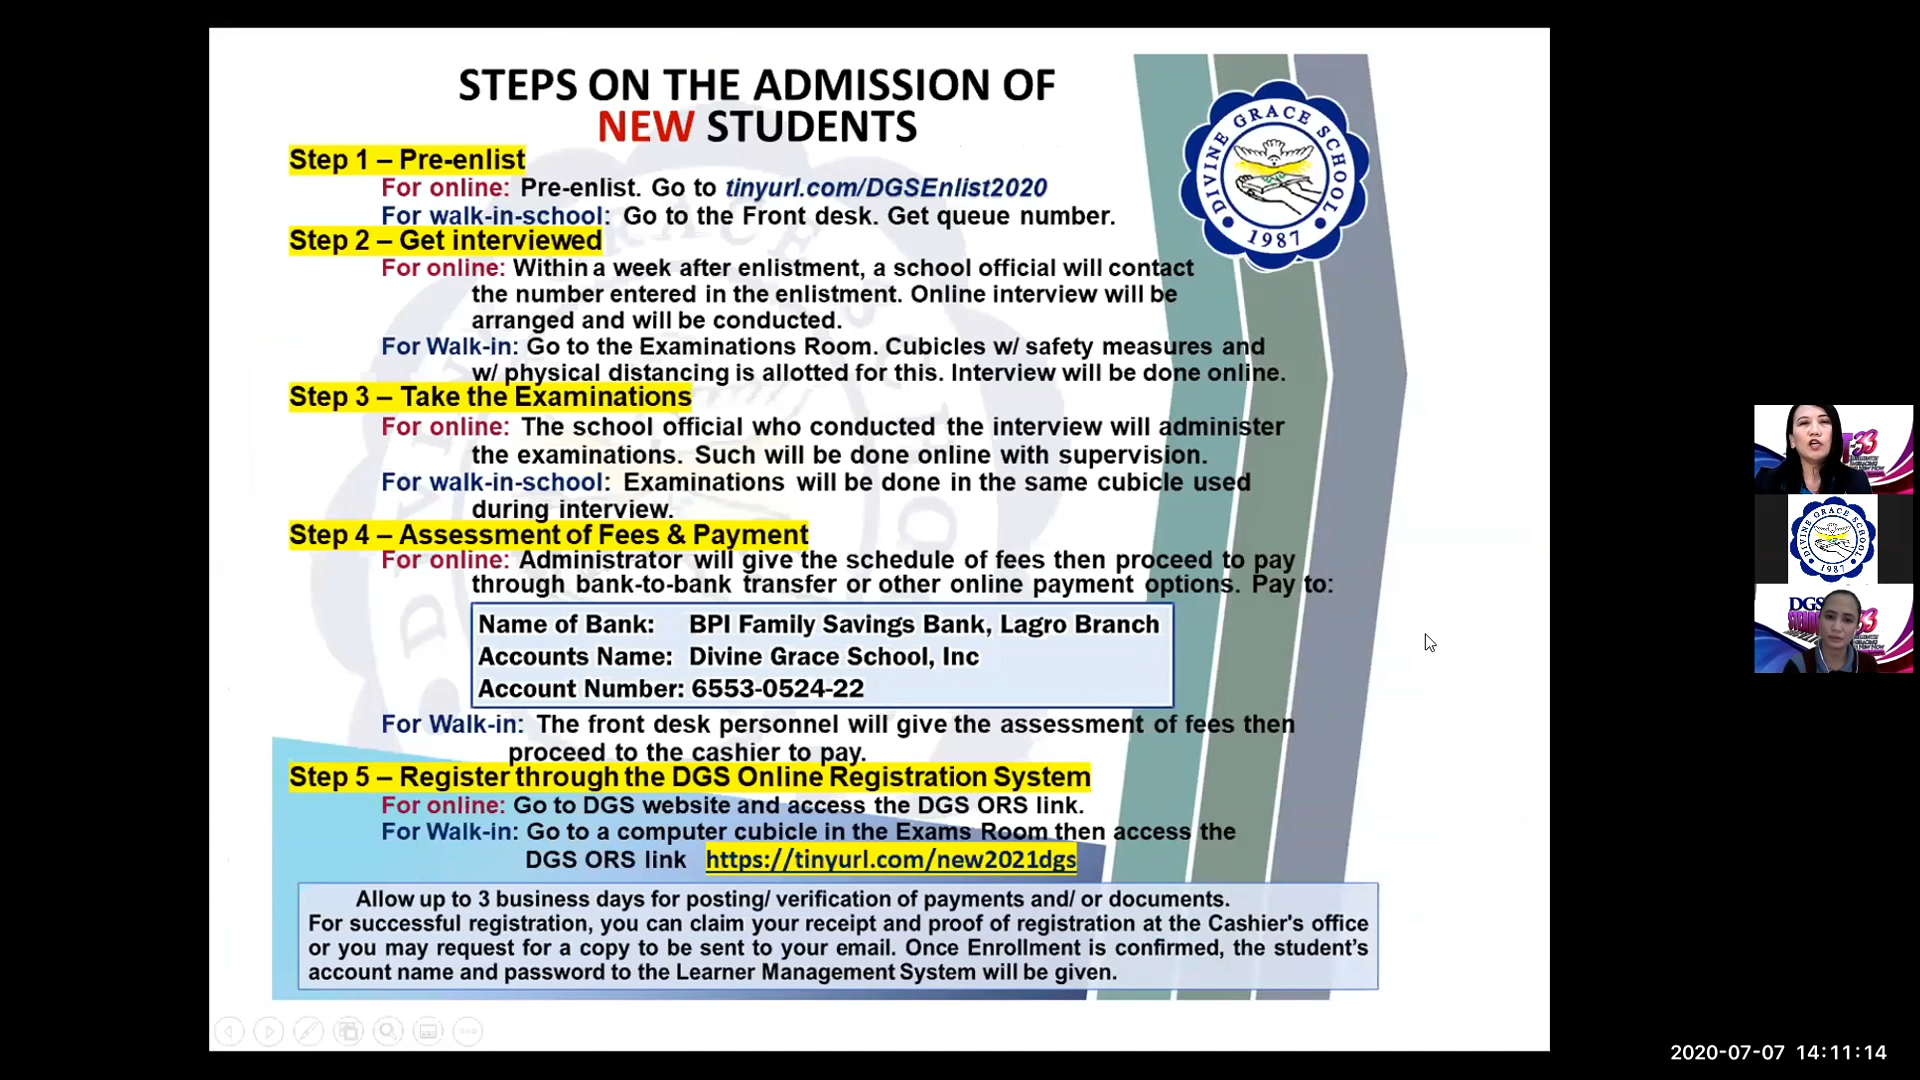 STEPS ON THE ADMISSION OF
NEW STUDENTS
DIVINE GRACE SCHOOL
1987
Step 1 – Pre-enlist
For online: Pre-enlist. Go to tinyurl.com/DGSEnlist2020
For walk-in-school: Go to the Front desk. Get queue number.
Step 2 – Get interviewed
For online: Within a week after enlistment, a school official will contact
the number entered in the enlistment. Online interview will be
arranged and will be conducted.
For Walk-in: Go to the Examinations Room. Cubicles w/ safety measures and
w/ physical distancing is allotted for this. Interview will be done online.
Step 3 – Take the Examinations
For online: The school official who conducted the interview will administer
the examinations. Such will be done online with supervision.
For walk-in-school: Examinations will be done in the same cubicle used
during interview.
Step 4 – Assessment of Fees & Payment
For online: Administrator will give the schedule of fees then proceed to pay
through bank-to-bank transfer or other online payment options. Pay to:
Name of Bank: BPI Family Savings Bank, Lagro Branch
Accounts Name: Divine Grace School, Inc
Account Number: 6553-0524-22
For Walk-in: The front desk personnel will give the assessment of fees then
proceed to the cashier to pay.
Step 5 – Register through the DGS Online Registration System
For online: Go to DGS website and access the DGS ORS link.
For Walk-in: Go to a computer cubicle in the Exams Room then access the
DGS ORS link https://tinyurl.com/new2021dgs
Allow up to 3 business days for posting/ verification of payments and/ or documents.
For successful registration, you can claim your receipt and proof of registration at the Cashier's office
or you may request for a copy to be sent to your email. Once Enrollment is confirmed, the student's
account name and password to the Learner Management System will be given.
33
DIVINE GRACE SCHOOL
1987
DGS
33
2020-07-07 14:11:14